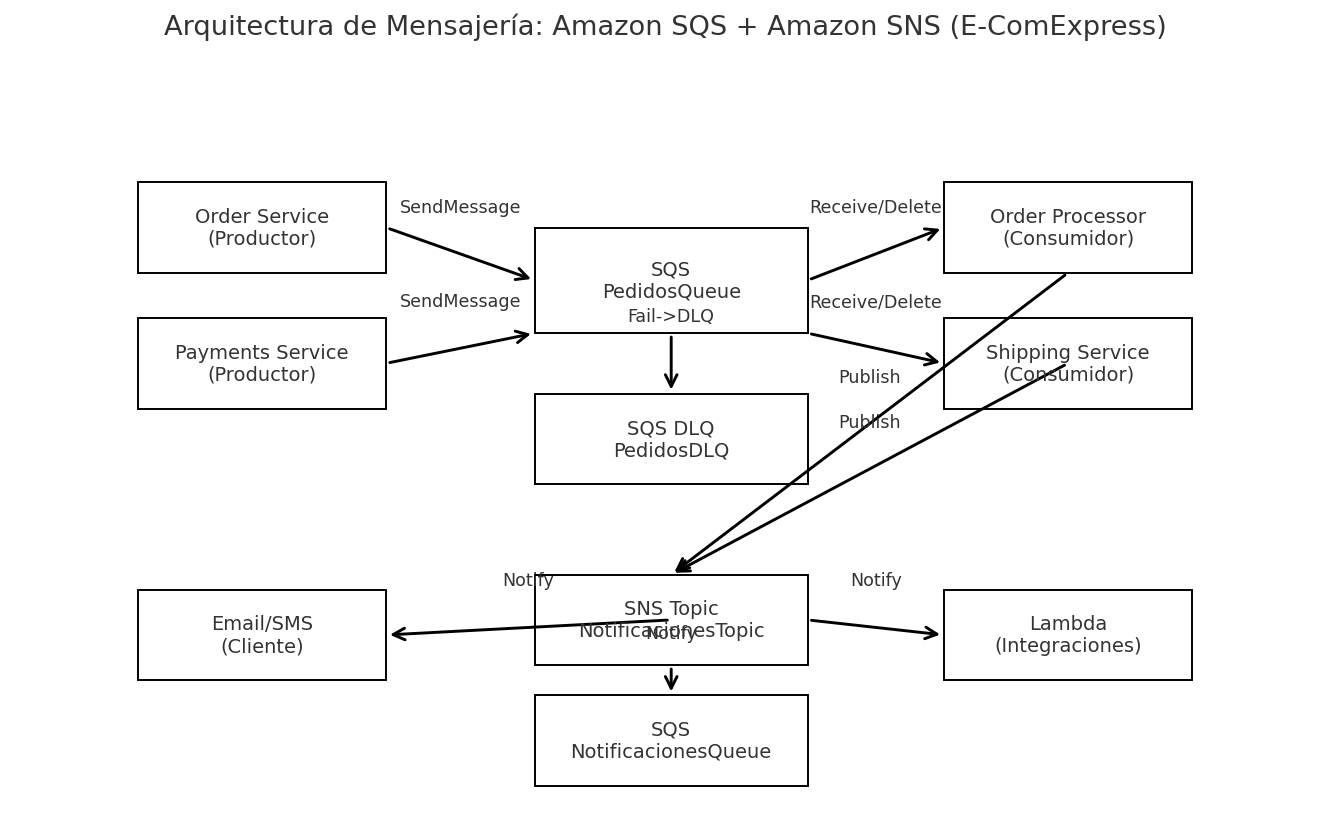 Arquitectura de Mensajería: Amazon SQS + Amazon SNS (E-ComExpress)
Order Service
(Productor)
SendMessage
Payments Service
(Productor)
SendMessage
SQS
PedidosQueue
Fail->DLQ
Receive/Delete
Order Processor
(Consumidor)
Receive/Delete
Shipping Service
(Consumidor)
SQS DLQ
PedidosDLQ
Publish
Publish
Notify
SNS Topic
NotificacionesTopic
Notify
Notify
Email/SMS
(Cliente)
Lambda
(Integraciones)
SQS
NotificacionesQueue